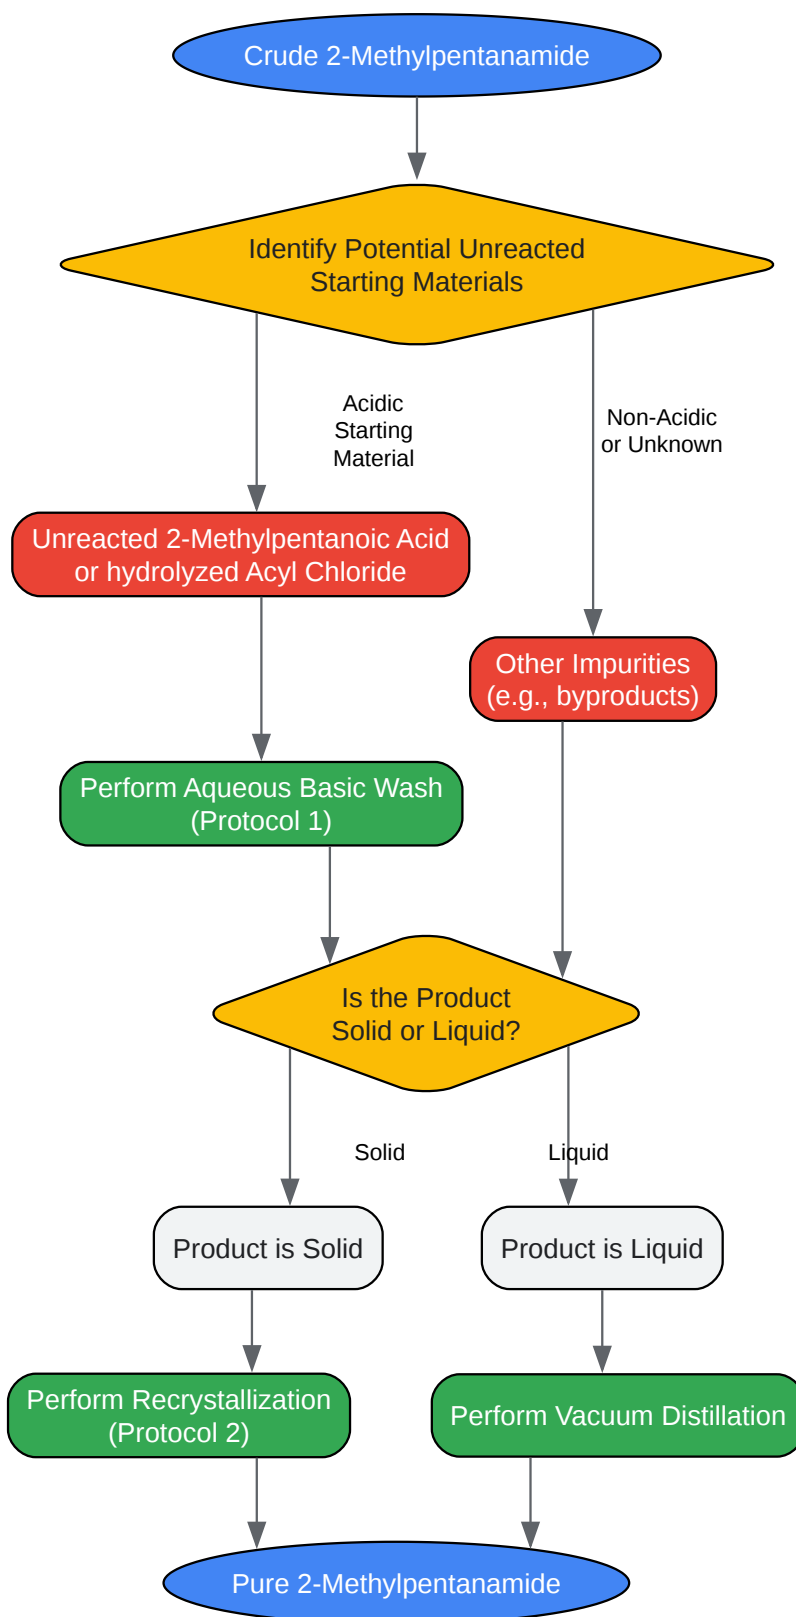 Crude 2-Methylpentanamide
Identify Potential Unreacted
Starting Materials
Acidic
Starting
Material
Non-Acidic
or Unknown
Unreacted 2-Methylpentanoic Acid
or hydrolyzed Acyl Chloride
Other Impurities
(e.g., byproducts)
Perform Aqueous Basic Wash
(Protocol 1)
Is the Product
Solid or Liquid?
Solid
Liquid
Product is Solid
Product is Liquid
Perform Recrystallization
(Protocol 2)
Perform Vacuum Distillation
Pure 2-Methylpentanamide